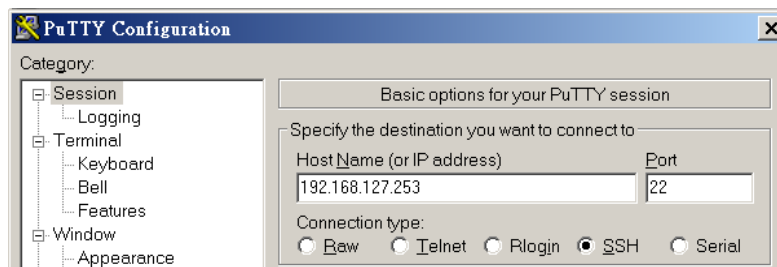 PuTTY Configuration
Category:
Session
Logging
Terminal
Keyboard
Bell
Features
Window
Appearance
Basic options for your PuTTY session
Specify the destination you want to connect to
Host Name (or IP address) Port
192.168.127.253 22
Connection type:
Raw Telnet Rlogin SSH Serial